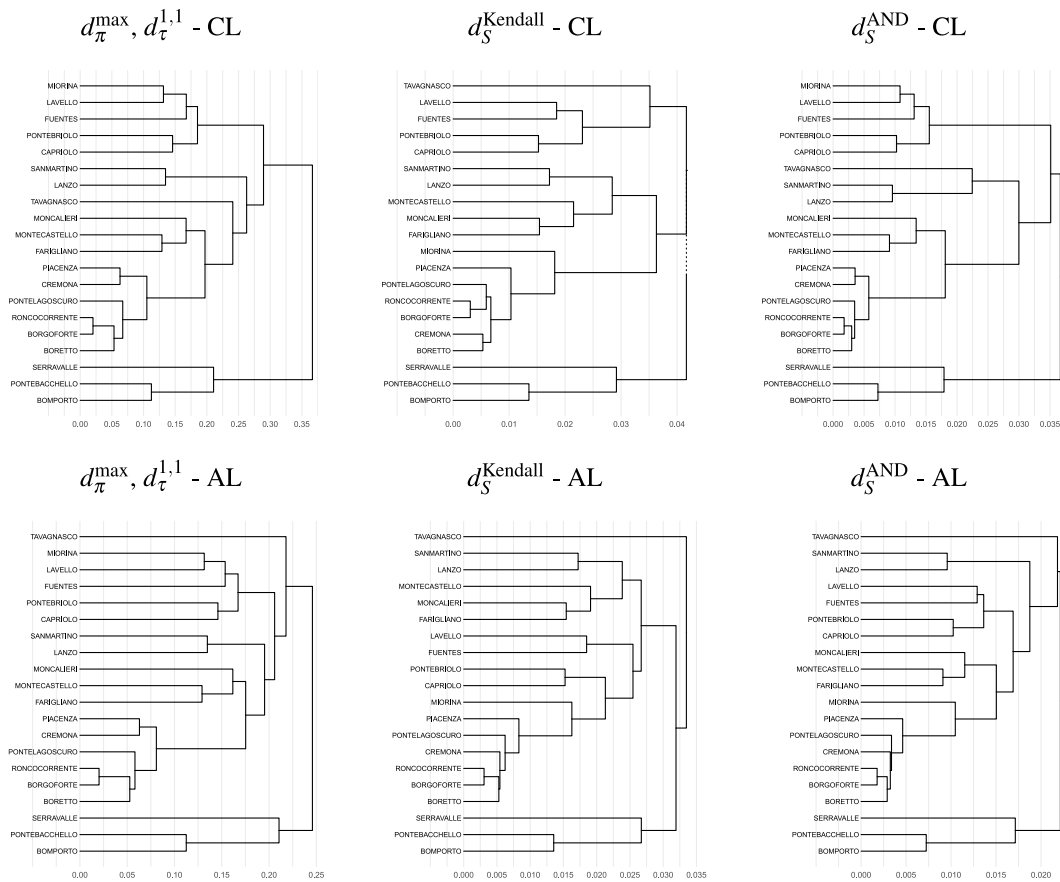 d_π^max, d_τ^1,1 - CL
MIORINA
LAVELLO
FUENTES
PONTEBRIOLO
CAPRIOLO
SANMARTINO
LANZO
TAVAGNASCO
MONCALIERI
MONTECASTELLO
FARIGLIANO
PIACENZA
CREMONA
PONTELAGOSCURO
RONCOCORRENTE
BORGOFORTE
BORETTO
SERRAVALLE
PONTEBACCHELLO
BOMPORTO
0.00 0.05 0.10 0.15 0.20 0.25 0.30 0.35
d_S^Kendall - CL
TAVAGNASCO
LAVELLO
FUENTES
PONTEBRIOLO
CAPRIOLO
SANMARTINO
LANZO
MONTECASTELLO
MONCALIERI
FARIGLIANO
MIORINA
PIACENZA
PONTELAGOSCURO
RONCOCORRENTE
BORGOFORTE
CREMONA
BORETTO
SERRAVALLE
PONTEBACCHELLO
BOMPORTO
0.00 0.01 0.02 0.03 0.04
d_S^AND - CL
MIORINA
LAVELLO
FUENTES
PONTEBRIOLO
CAPRIOLO
TAVAGNASCO
SANMARTINO
LANZO
MONCALIERI
MONTECASTELLO
FARIGLIANO
PIACENZA
CREMONA
PONTELAGOSCURO
RONCOCORRENTE
BORGOFORTE
BORETTO
SERRAVALLE
PONTEBACCHELLO
BOMPORTO
0.000 0.005 0.010 0.015 0.020 0.025 0.030 0.035
d_π^max, d_τ^1,1 - AL
TAVAGNASCO
MIORINA
LAVELLO
FUENTES
PONTEBRIOLO
CAPRIOLO
SANMARTINO
LANZO
MONCALIERI
MONTECASTELLO
FARIGLIANO
PIACENZA
CREMONA
PONTELAGOSCURO
RONCOCORRENTE
BORGOFORTE
BORETTO
SERRAVALLE
PONTEBACCHELLO
BOMPORTO
0.00 0.05 0.10 0.15 0.20 0.25
d_S^Kendall - AL
TAVAGNASCO
SANMARTINO
LANZO
MONTECASTELLO
MONCALIERI
FARIGLIANO
LAVELLO
FUENTES
PONTEBRIOLO
CAPRIOLO
MIORINA
PIACENZA
PONTELAGOSCURO
CREMONA
RONCOCORRENTE
BORGOFORTE
BORETTO
SERRAVALLE
PONTEBACCHELLO
BOMPORTO
0.000 0.005 0.010 0.015 0.020 0.025 0.030 0.035
d_S^AND - AL
TAVAGNASCO
SANMARTINO
LANZO
LAVELLO
FUENTES
PONTEBRIOLO
CAPRIOLO
MONCALIERI
MONTECASTELLO
FARIGLIANO
MIORINA
PIACENZA
PONTELAGOSCURO
CREMONA
RONCOCORRENTE
BORGOFORTE
BORETTO
SERRAVALLE
PONTEBACCHELLO
BOMPORTO
0.000 0.005 0.010 0.015 0.020